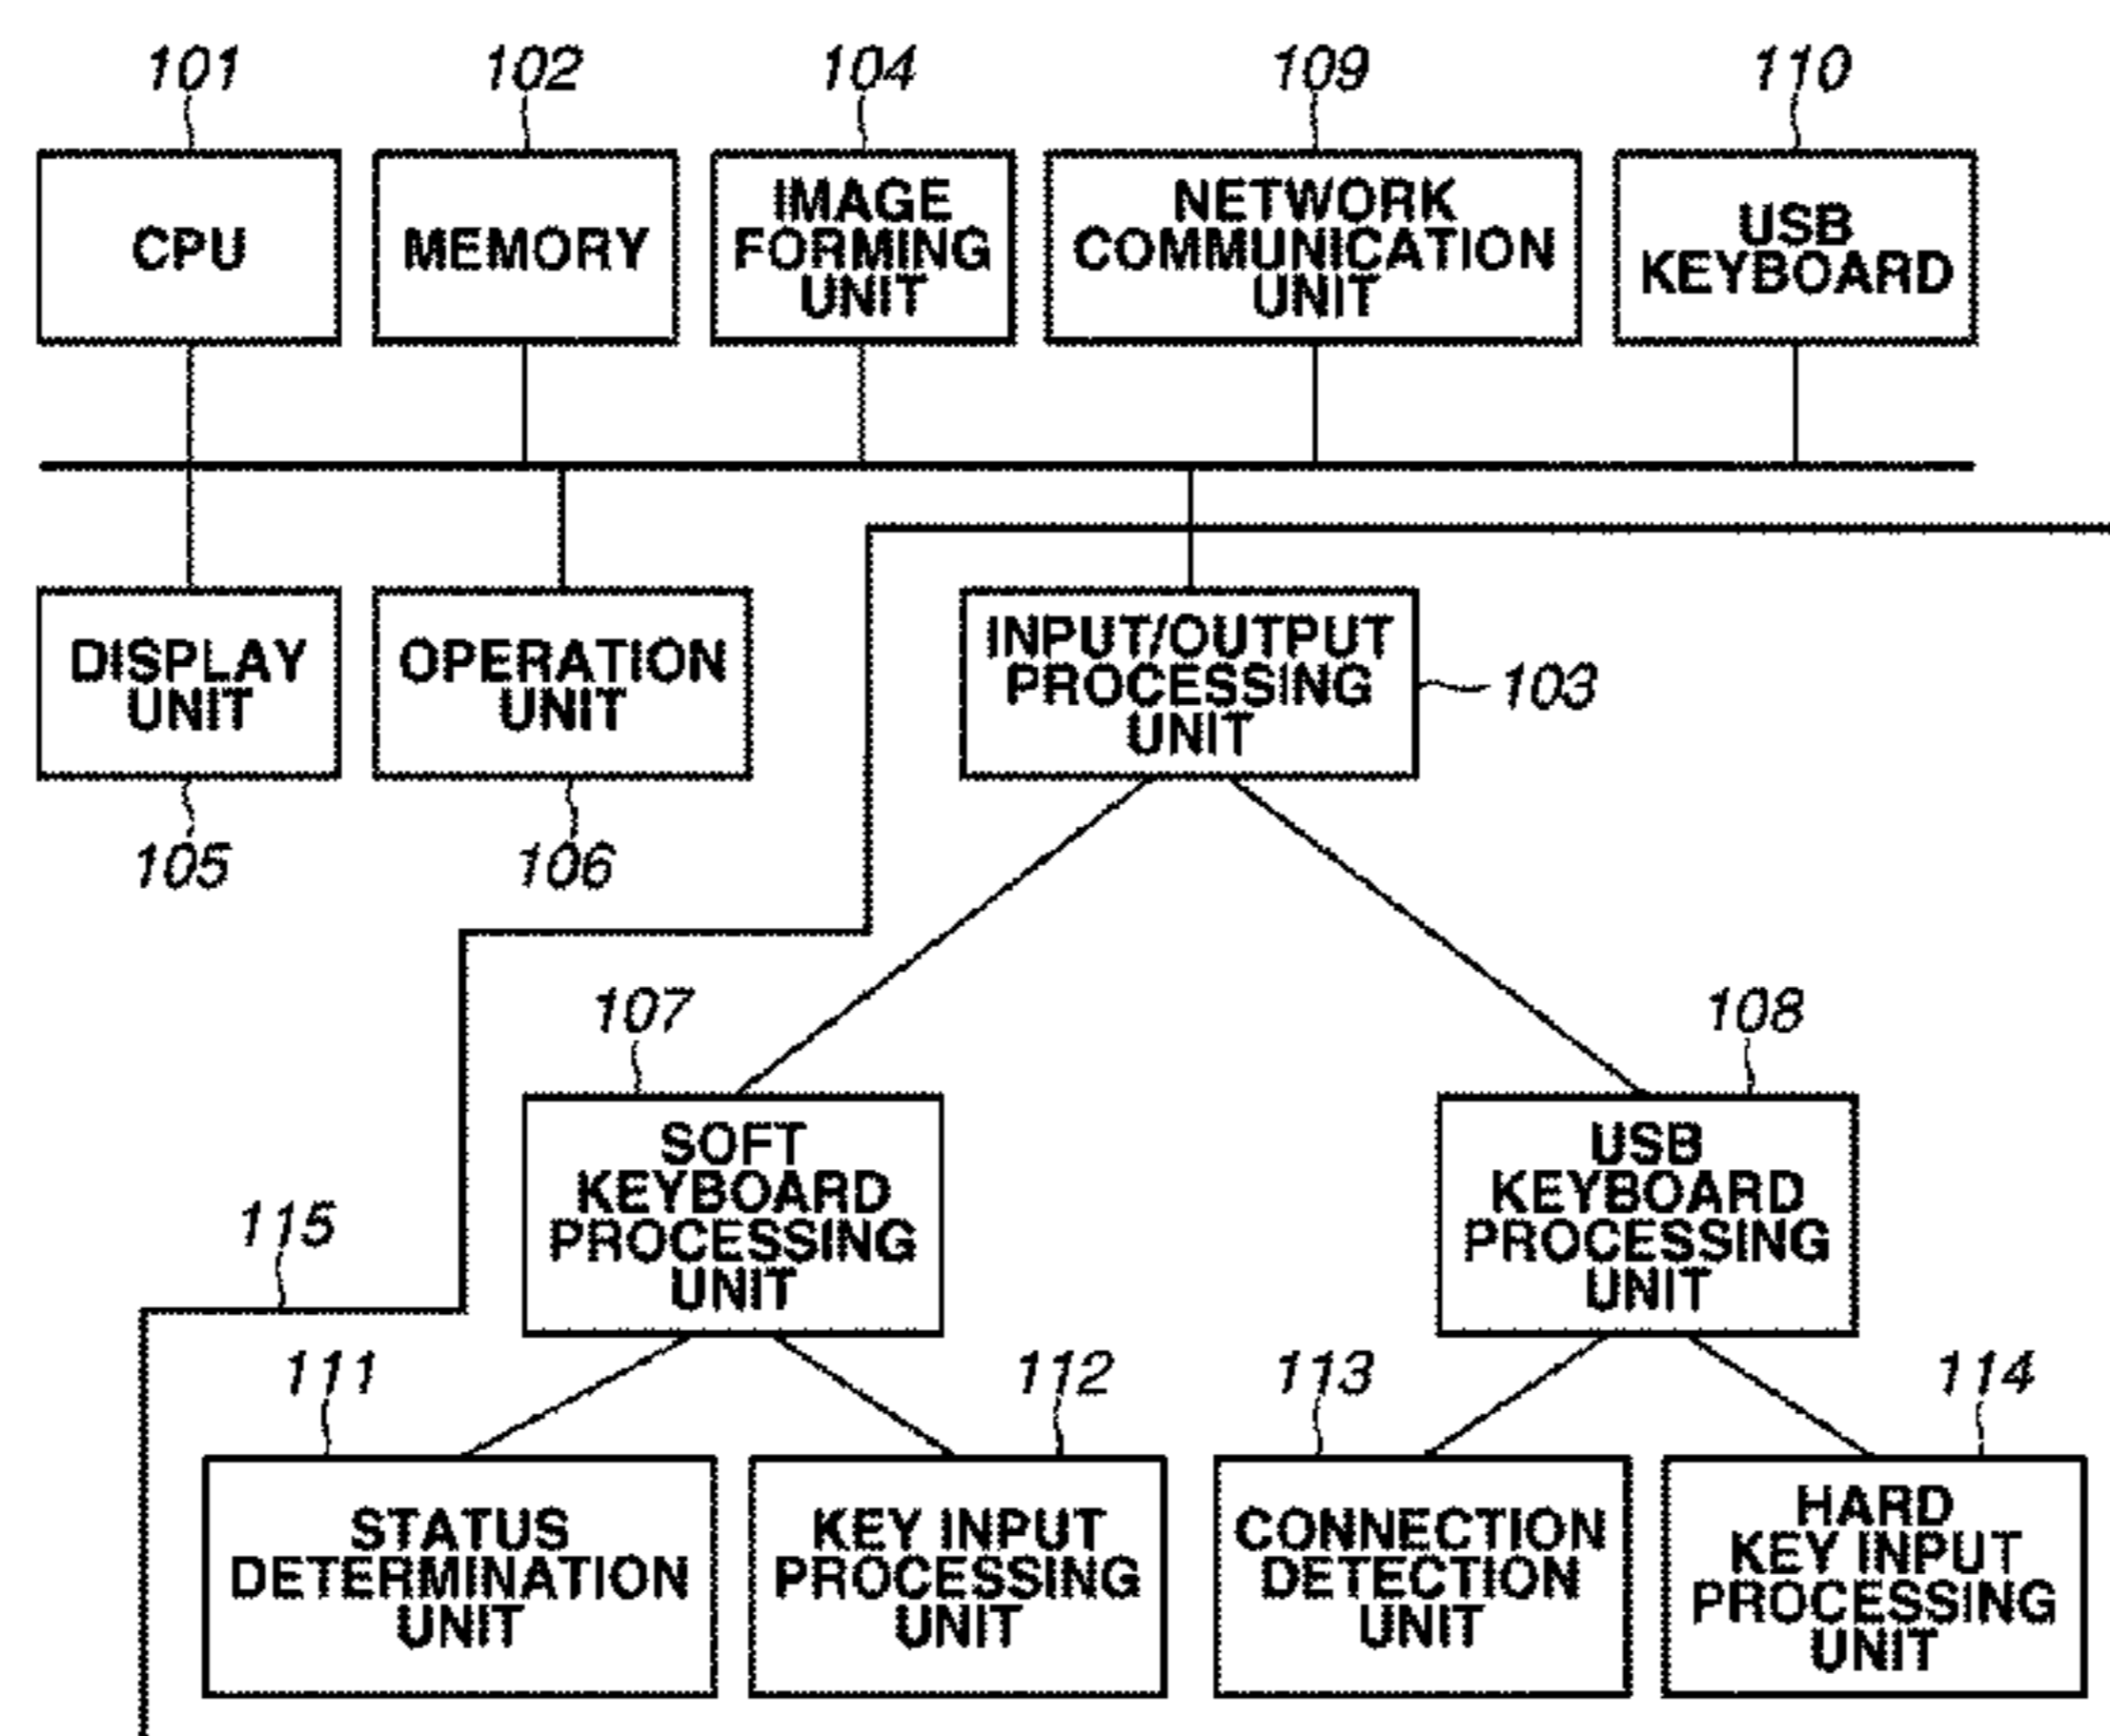 101
102
104
109
110
CPU
MEMORY
IMAGE
FORMING
UNIT
NETWORK
COMMUNICATION
UNIT
USB
KEYBOARD
DISPLAY
UNIT
OPERATION
UNIT
INPUT/OUTPUT
PROCESSING
UNIT
103
105
106
107
108
SOFT
KEYBOARD
PROCESSING
UNIT
USB
KEYBOARD
PROCESSING
UNIT
115
111
112
113
114
STATUS
DETERMINATION
UNIT
KEY INPUT
PROCESSING
UNIT
CONNECTION
DETECTION
UNIT
HARD
KEY INPUT
PROCESSING
UNIT